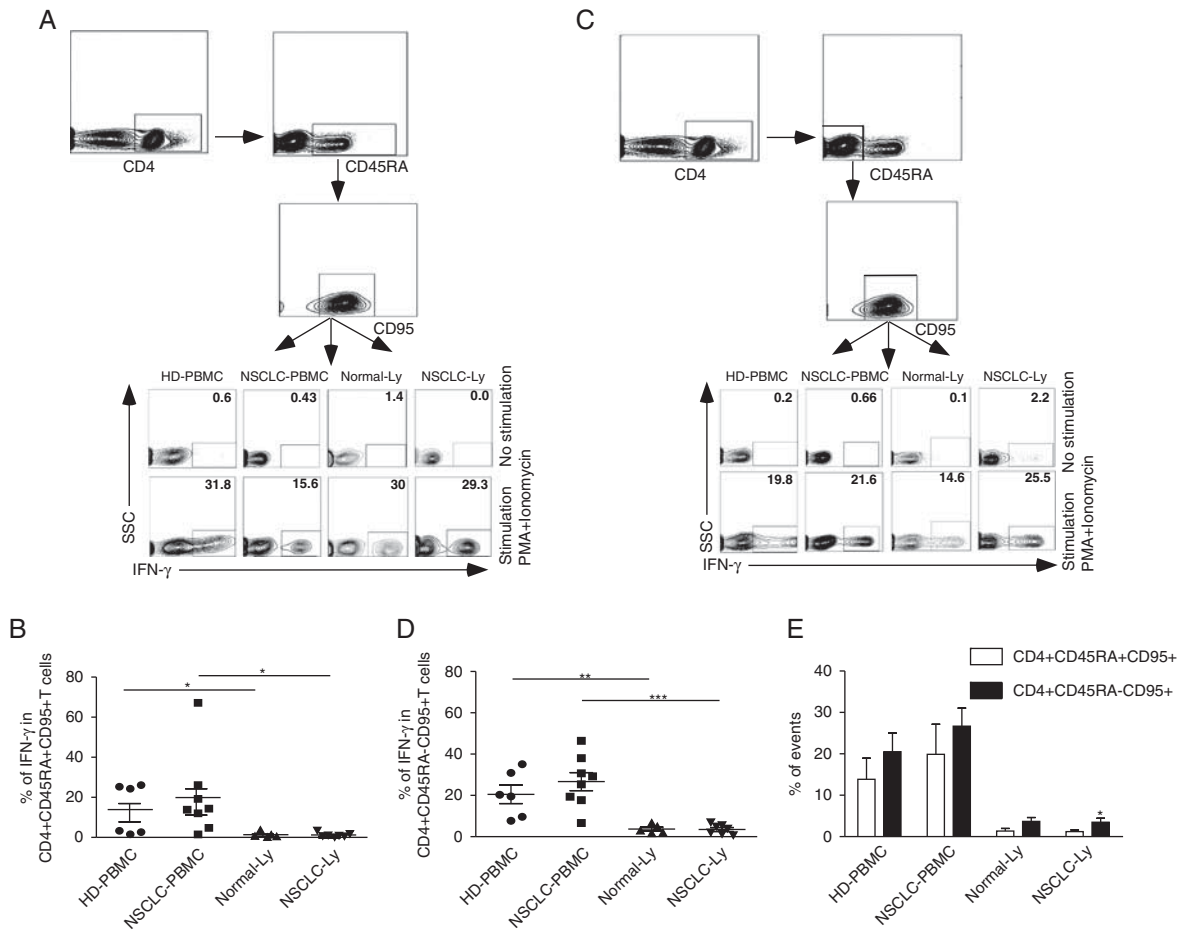 A
CD4
CD45RA
CD95
HD-PBMC NSCLC-PBMC Normal-Ly NSCLC-Ly
0.6 0.43 1.4 0.0
No stimulation
31.8 15.6 30 29.3
Stimulation
PMA+Ionomycin
SSC
IFN-γ
C
CD4
CD45RA
CD95
HD-PBMC NSCLC-PBMC Normal-Ly NSCLC-Ly
0.2 0.66 0.1 2.2
No stimulation
19.8 21.6 14.6 25.5
Stimulation
PMA+Ionomycin
SSC
IFN-γ
B
% of IFN-γ in
CD4+CD45RA+CD95+T cells
80
60
40
20
0
*
*
HD-PBMC
NSCLC-PBMC
Normal-Ly
NSCLC-Ly
D
% of IFN-γ in
CD4+CD45RA-CD95+T cells
80
60
40
20
0
**
***
HD-PBMC
NSCLC-PBMC
Normal-Ly
NSCLC-Ly
E
CD4+CD45RA+CD95+
CD4+CD45RA-CD95+
% of events
40
30
20
10
0
*
HD-PBMC
NSCLC-PBMC
Normal-Ly
NSCLC-Ly